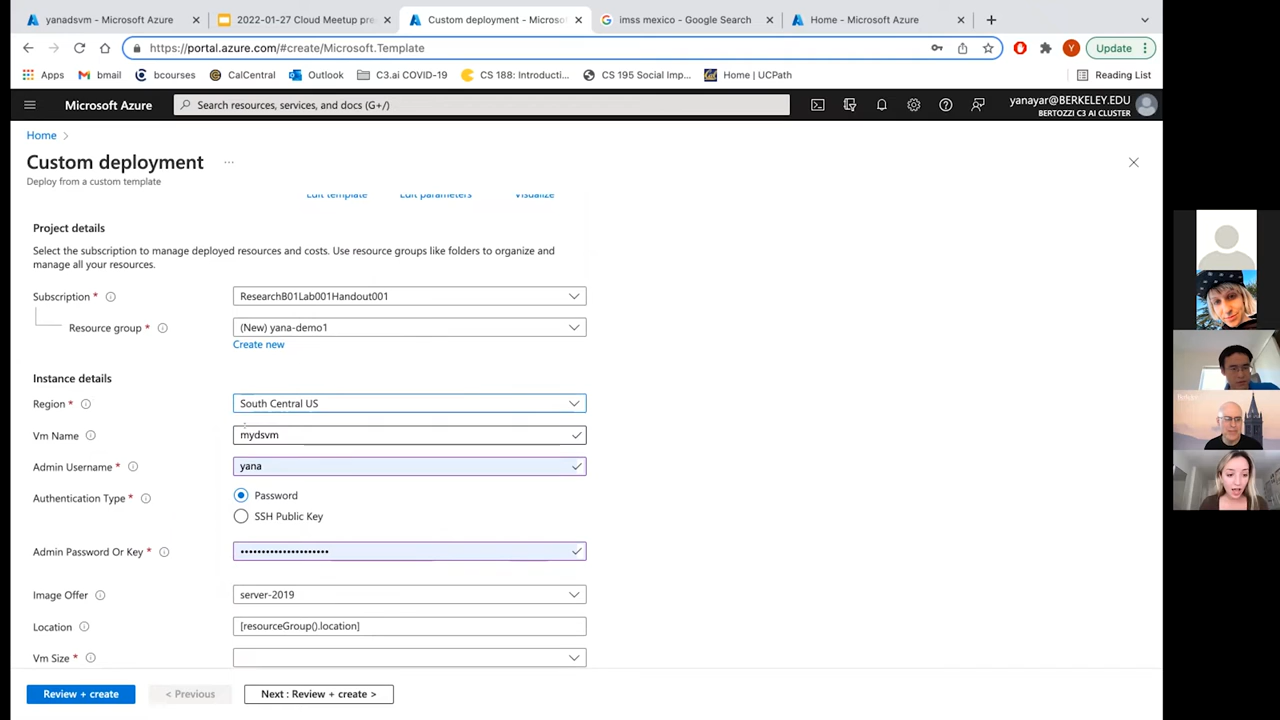 yanadsvm - Microsoft Azure
2022-01-27 Cloud Meetup pre
Custom deployment - Microso
imss mexico - Google Search
Home - Microsoft Azure
https://portal.azure.com/#create/Microsoft.Template
Y
Update
Apps
bmail
bcourses
CalCentral
Outlook
C3.ai COVID-19
CS 188: Introducti...
CS 195 Social Imp...
Home | UCPath
Reading List
Microsoft Azure
Search resources, services, and docs (G+/)
yanayar@BERKELEY.EDU
BERTOZZI C3 AI CLUSTER
Home >
Custom deployment ...
Deploy from a custom template
Edit template
Edit parameters
Visualize
Project details
Select the subscription to manage deployed resources and costs. Use resource groups like folders to organize and
manage all your resources.
Subscription *
ResearchB01Lab001Handout001
Resource group *
(New) yana-demo1
Create new
Instance details
Region *
South Central US
Vm Name
mydsvm
Admin Username *
yana
Authentication Type *
Password
SSH Public Key
Admin Password Or Key *
•••••••••••••••••••••
Image Offer
server-2019
Location
[resourceGroup().location]
Vm Size *
Review + create
< Previous
Next : Review + create >